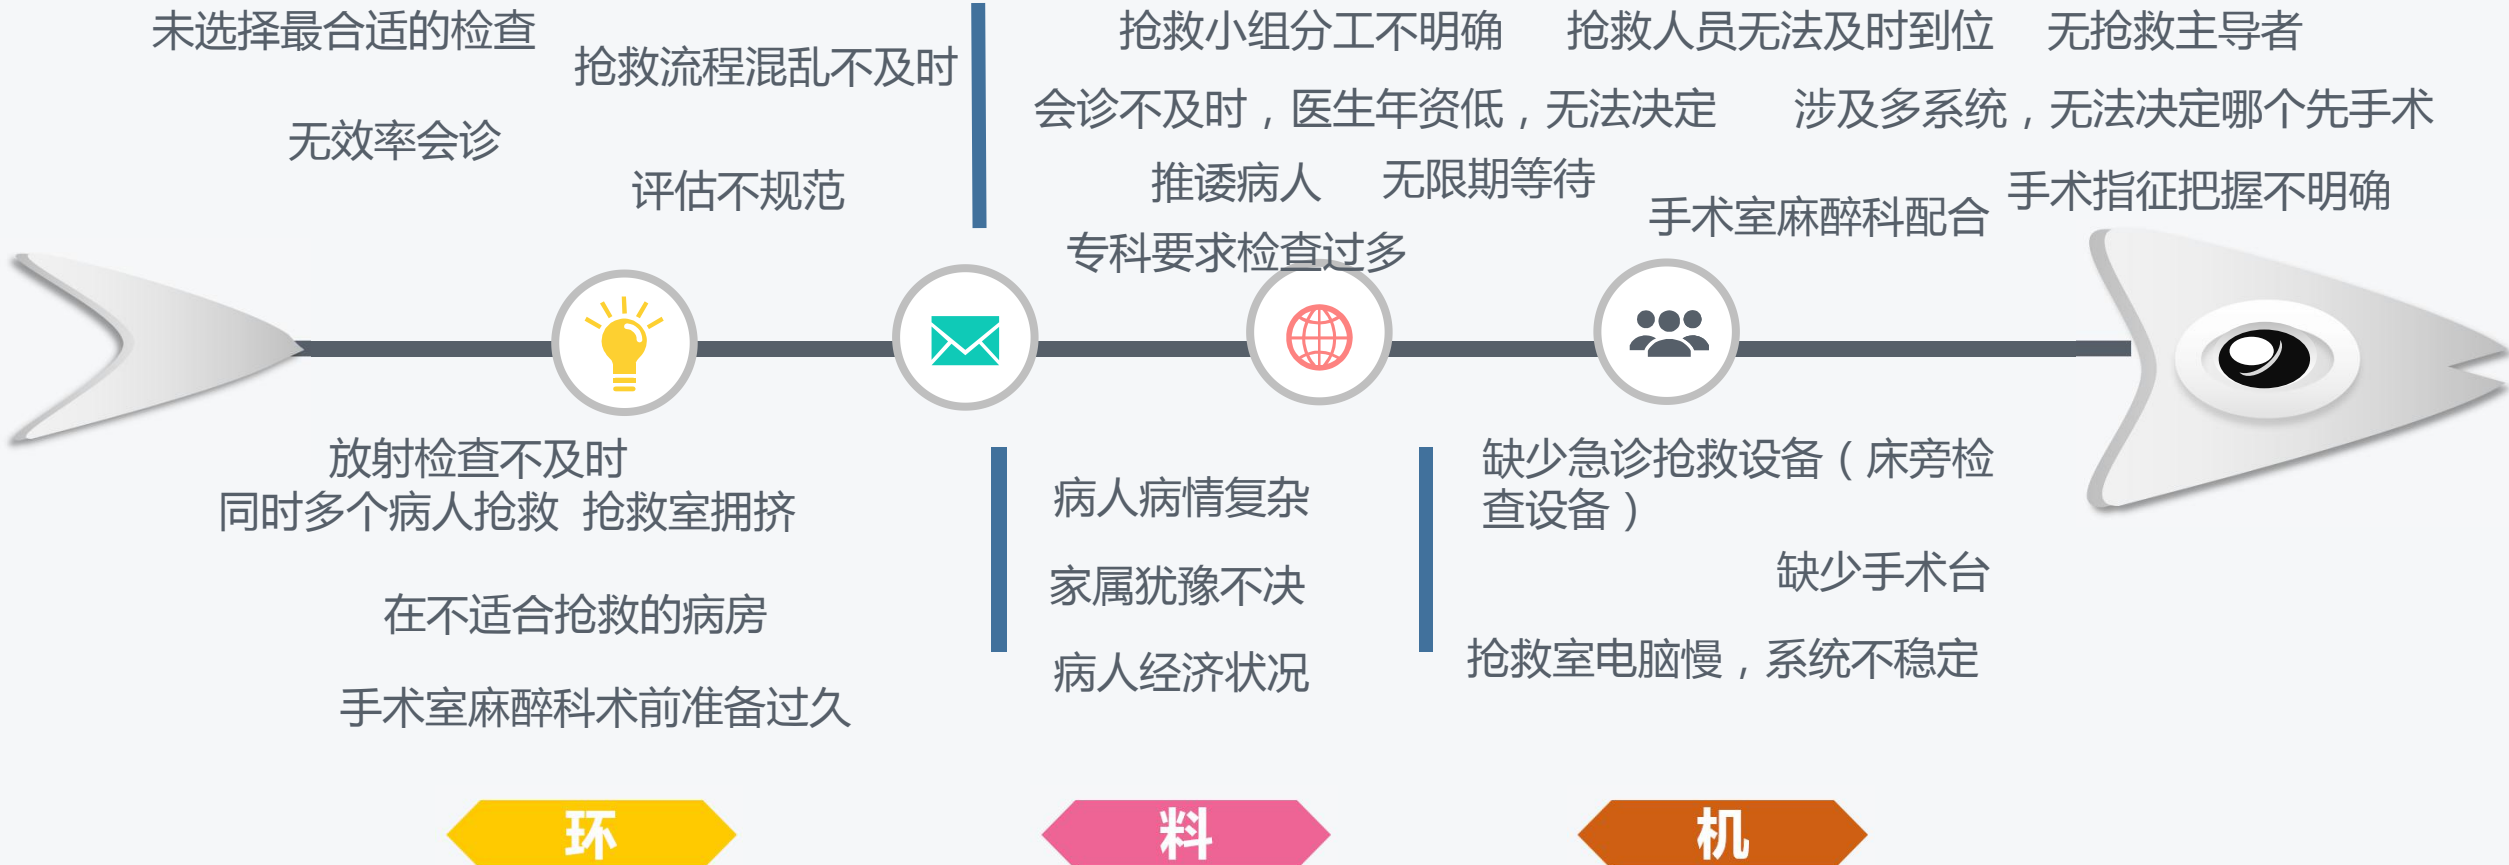 未选择最合适的检查
抢救流程混乱不及时
无效率会诊
评估不规范
抢救小组分工不明确
抢救人员无法及时到位
无抢救主导者
会诊不及时，医生年资低，无法决定
涉及多系统，无法决定哪个先手术
推诿病人
无限期等待
手术室麻醉科配合
手术指征把握不明确
专科要求检查过多
放射检查不及时
同时多个病人抢救 抢救室拥挤
在不适合抢救的病房
手术室麻醉科术前准备过久
病人病情复杂
家属犹豫不决
病人经济状况
缺少急诊抢救设备（床旁检
查设备）
缺少手术台
抢救室电脑慢，系统不稳定
环
料
机